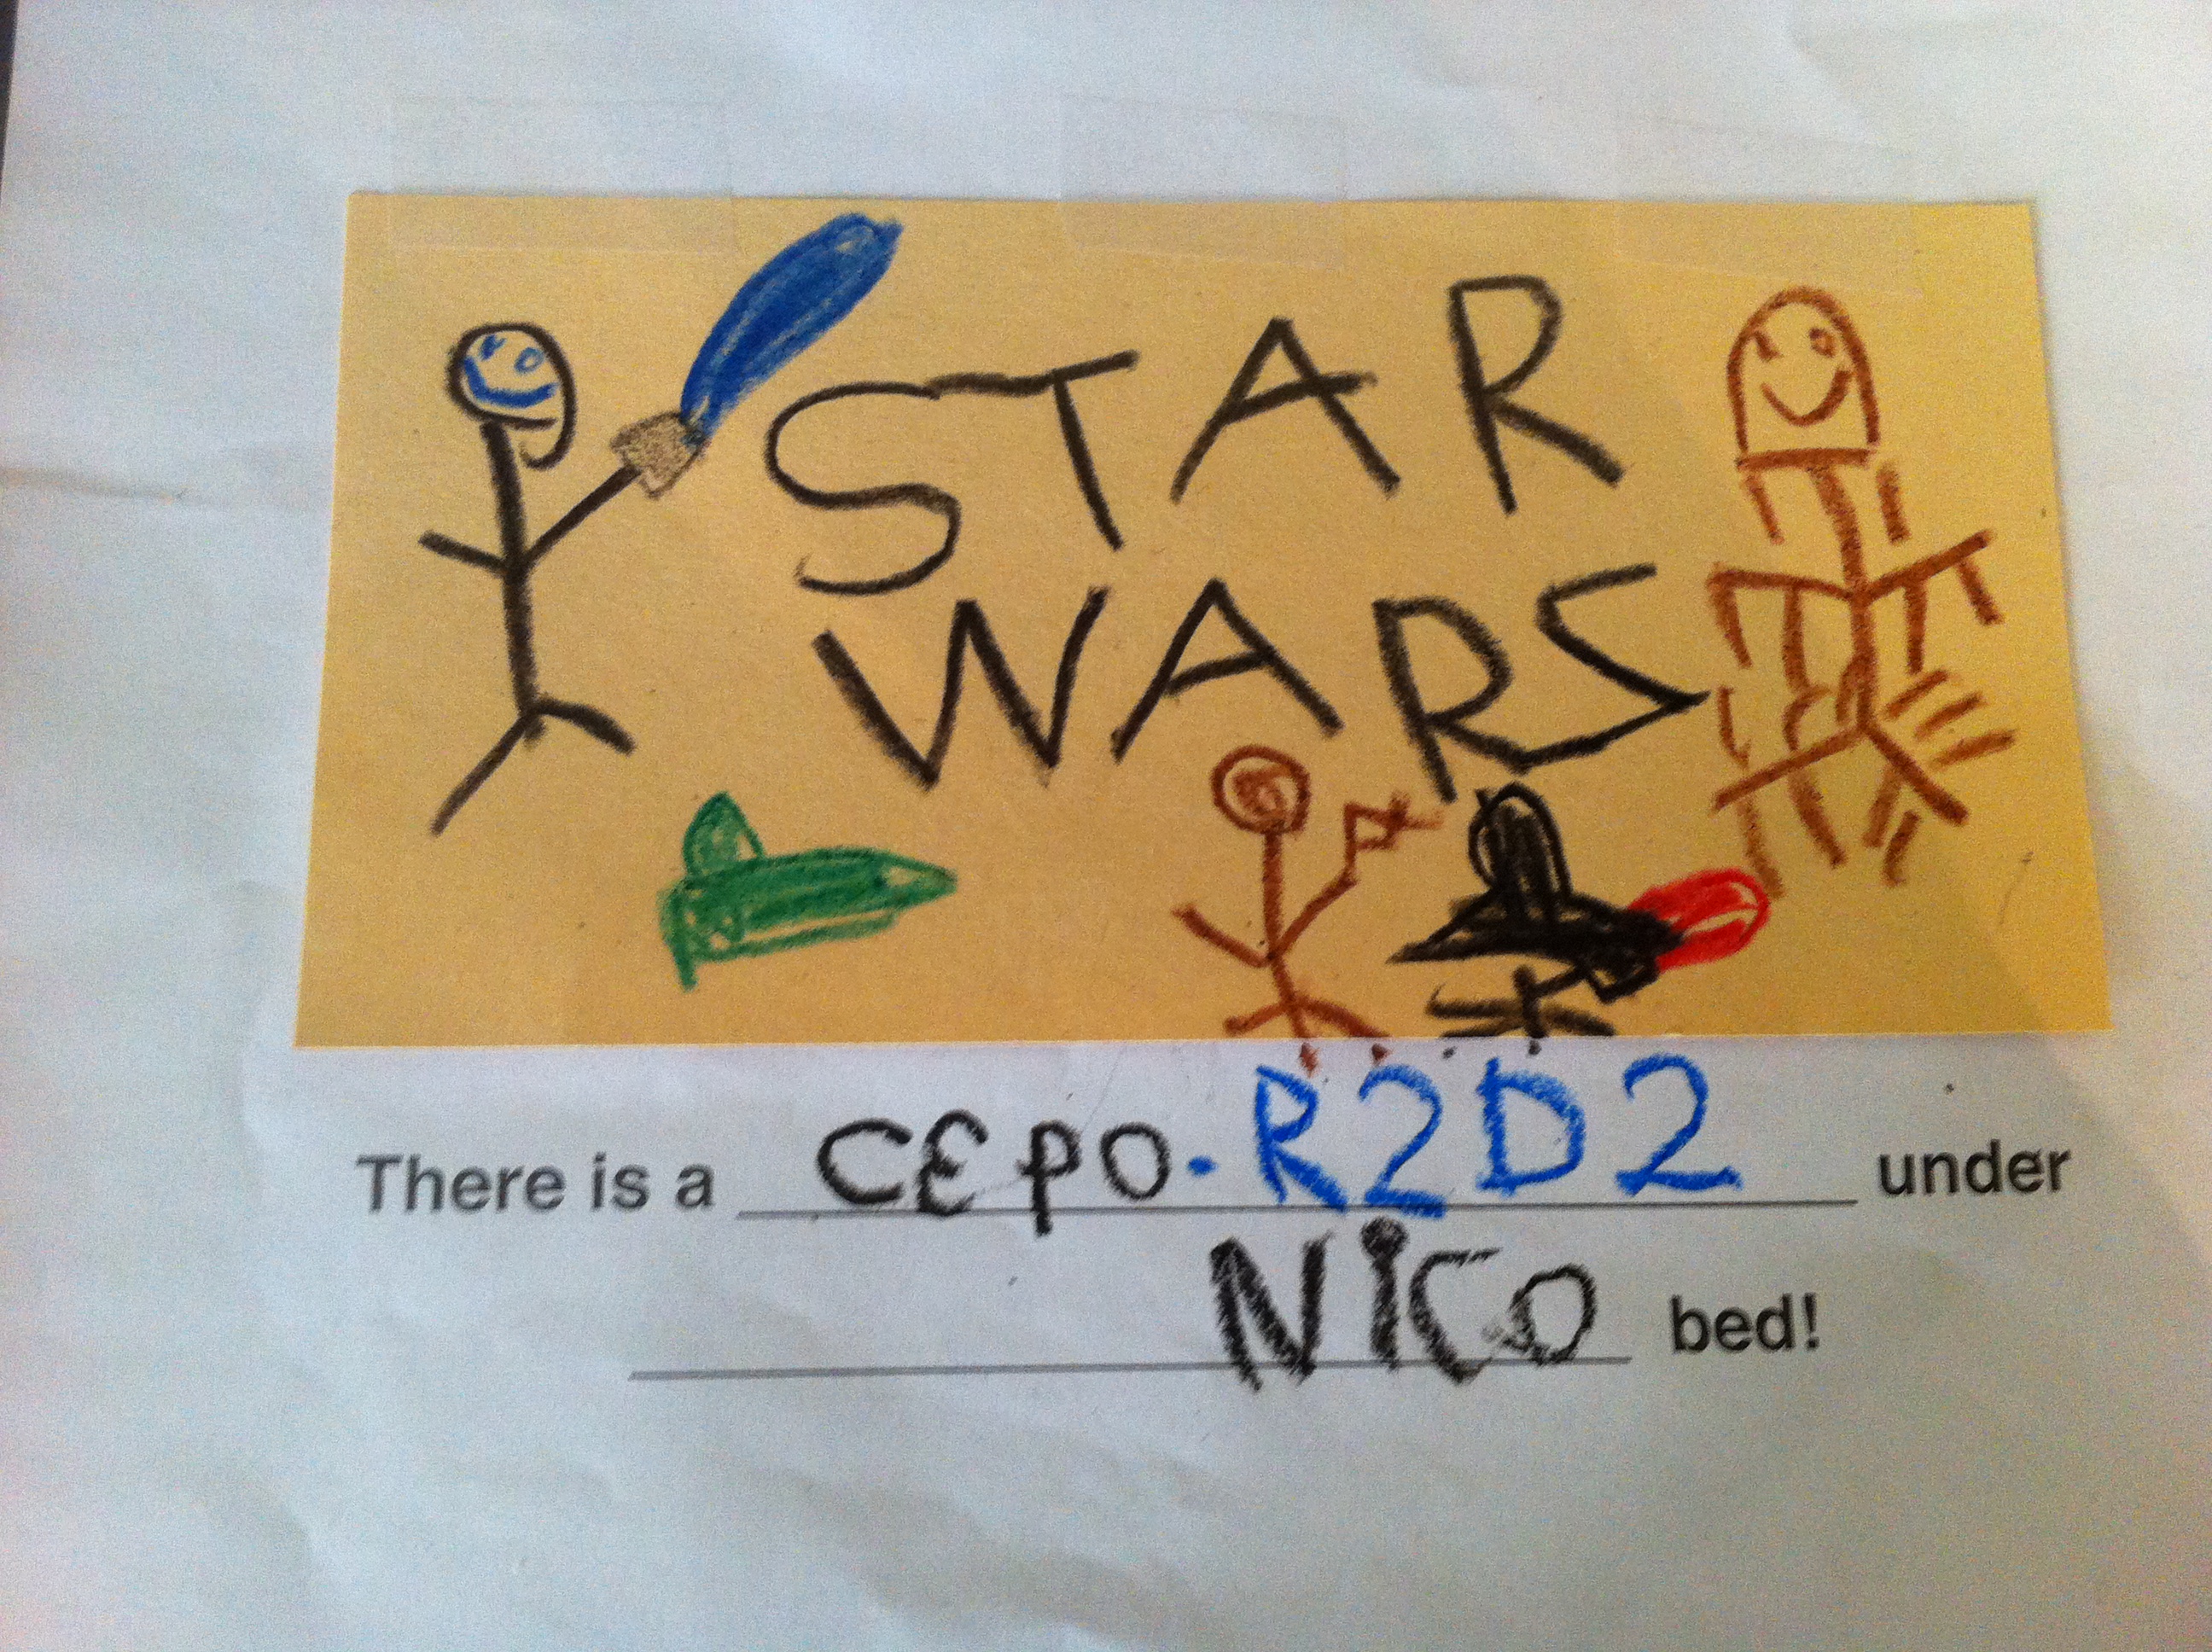 STAR
WARS
There is a CEPO·R2D2 under
NiCO bed!